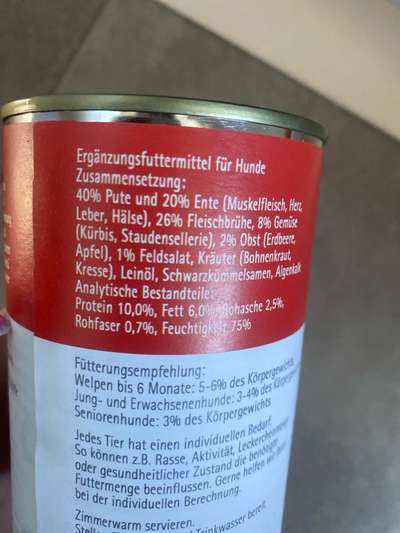 Ergänzungsfuttermittel für Hunde
Zusammensetzung:
40% Pute und 20% Ente (Muskelfleisch, Herz,
Leber, Hälse), 26% Fleischbrühe, 8% Gemüse
(Kürbis, Staudensellerie), 2% Obst (Erdbeere,
Apfel), 1% Feldsalat, Kräuter (Bohnenkraut,
Kresse), Leinöl, Schwarzkümmelsamen, Algenkalk
Analytische Bestandteile:
Protein 10,0%, Fett 6,0%, Rohasche 2,5%,
Rohfaser 0,7%, Feuchtigkeit 75%
Fütterungsempfehlung:
Welpen bis 6 Monate: 5-6% des Körpergewichts
Jung- und Erwachsenenhunde: 3-4% des Körpergewichts
Seniorenhunde: 3% des Körpergewichts
Jedes Tier hat einen individuellen Bedarf.
So können z.B. Rasse, Aktivität, Leckerchenmenge
oder gesundheitlicher Zustand die benötigte
Futtermenge beeinflussen. Gerne helfen wir Ihnen
bei der individuellen Berechnung.
Zimmerwarm servieren.
Trinkwasser bereit.